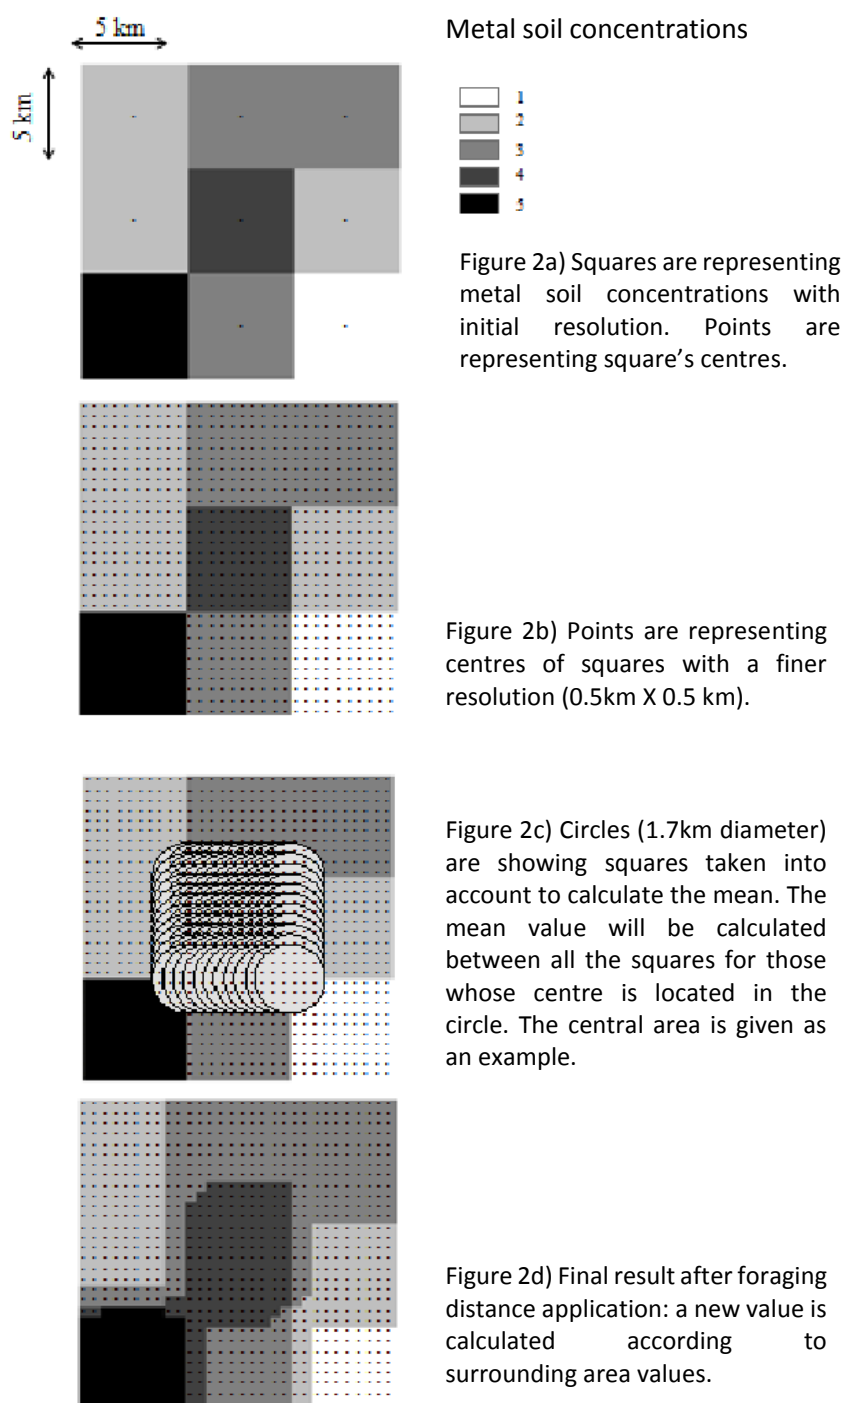 5 km
Metal soil concentrations
5 km
1
2
3
4
5
Figure 2a) Squares are representing
metal soil concentrations with
initial resolution. Points are
representing square’s centres.
Figure 2b) Points are representing
centres of squares with a finer
resolution (0.5km X 0.5 km).
Figure 2c) Circles (1.7km diameter)
are showing squares taken into
account to calculate the mean. The
mean value will be calculated
between all the squares for those
whose centre is located in the
circle. The central area is given as
an example.
Figure 2d) Final result after foraging
distance application: a new value is
calculated according to
surrounding area values.